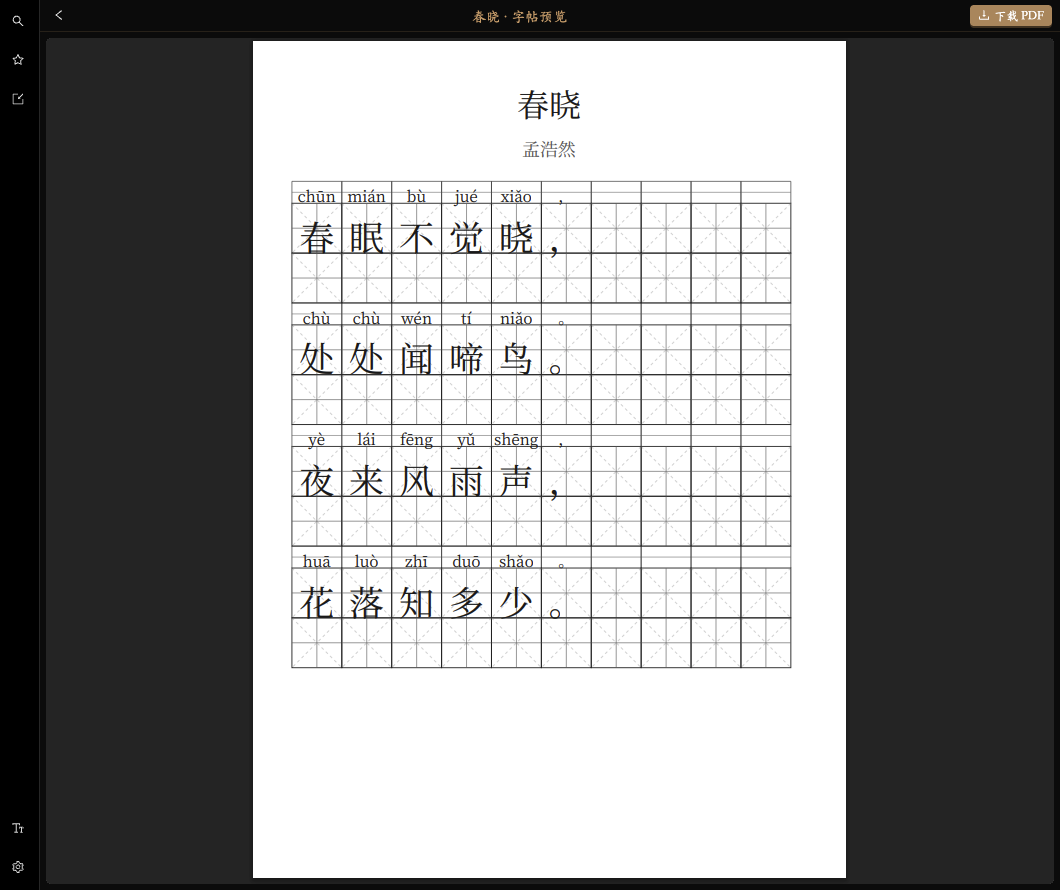 春晓 · 字帖预览
下载 PDF
春晓
孟浩然
chūn mián bù jué xiǎo ，
春眠不觉晓，
chù chù wén tí niǎo 。
处处闻啼鸟。
yè lái fēng yǔ shēng ，
夜来风雨声，
huā luò zhī duō shǎo 。
花落知多少。
TT